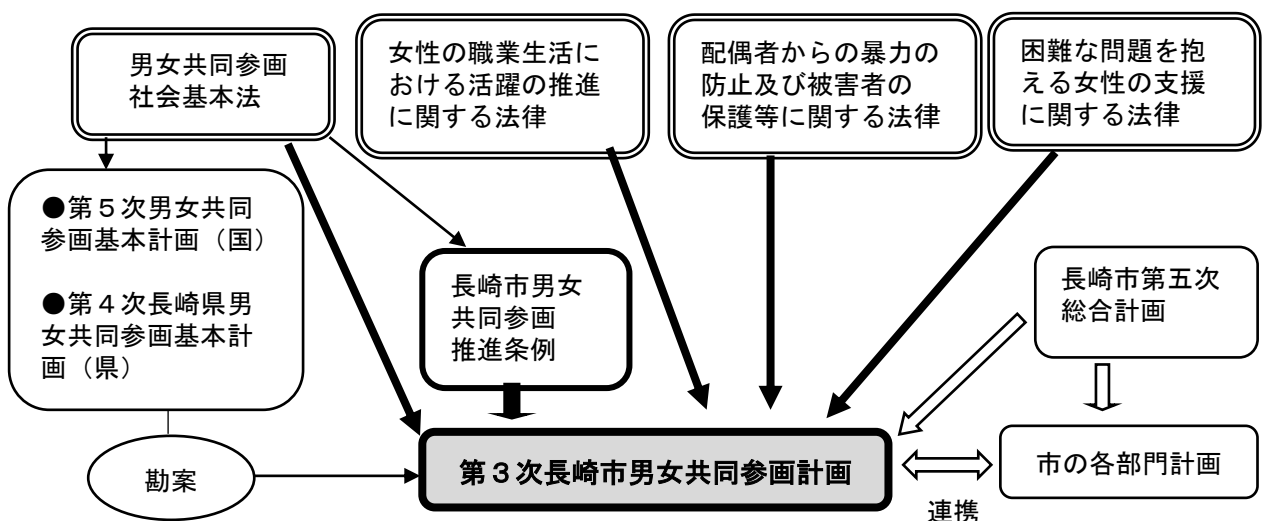 男女共同参画
社会基本法
女性の職業生活に
おける活躍の推進
に関する法律
配偶者からの暴力の
防止及び被害者の
保護等に関する法律
困難な問題を抱
える女性の支援
に関する法律
●第５次男女共同
参画基本計画（国）
●第４次長崎県男
女共同参画基本計
画（県）
長崎市男女
共同参画
推進条例
長崎市第五次
総合計画
勘案
第３次長崎市男女共同参画計画
市の各部門計画
連携